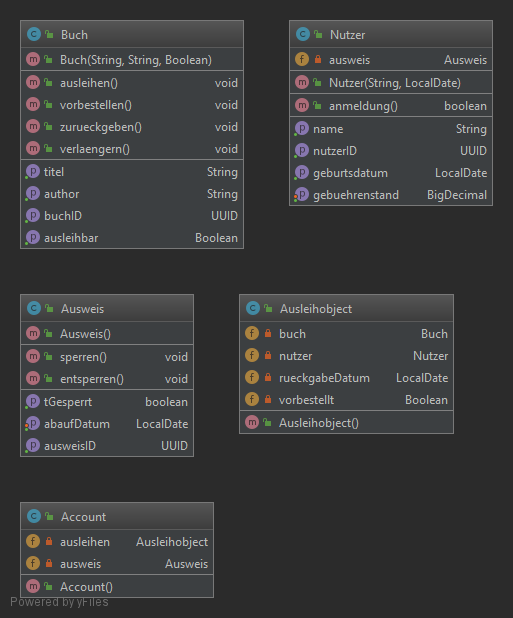 Buch
Buch(String, String, Boolean)
ausleihen() void
vorbestellen() void
zurueckgeben() void
verlaengern() void
titel String
author String
buchID UUID
ausleihbar Boolean
Nutzer
ausweis Ausweis
Nutzer(String, LocalDate)
anmeldung() boolean
name String
nutzerID UUID
geburtsdatum LocalDate
gebuehrenstand BigDecimal
Ausweis
Ausweis()
sperren() void
entsperren() void
tGesperrt boolean
abaufDatum LocalDate
ausweisID UUID
Ausleihobject
buch Buch
nutzer Nutzer
rueckgabeDatum LocalDate
vorbestellt Boolean
Ausleihobject()
Account
ausleihen Ausleihobject
ausweis Ausweis
Account()
Powered by yFiles